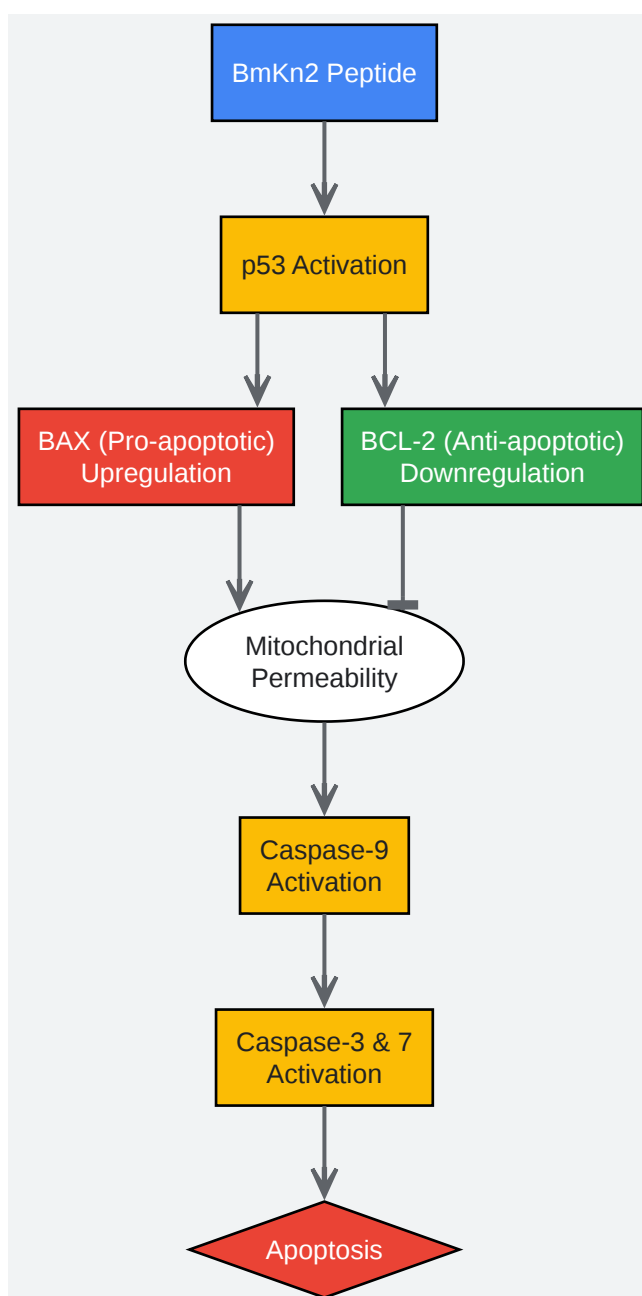 BmKn2 Peptide
p53 Activation
BAX (Pro-apoptotic)
Upregulation
BCL-2 (Anti-apoptotic)
Downregulation
Mitochondrial
Permeability
Caspase-9
Activation
Caspase-3 & 7
Activation
Apoptosis